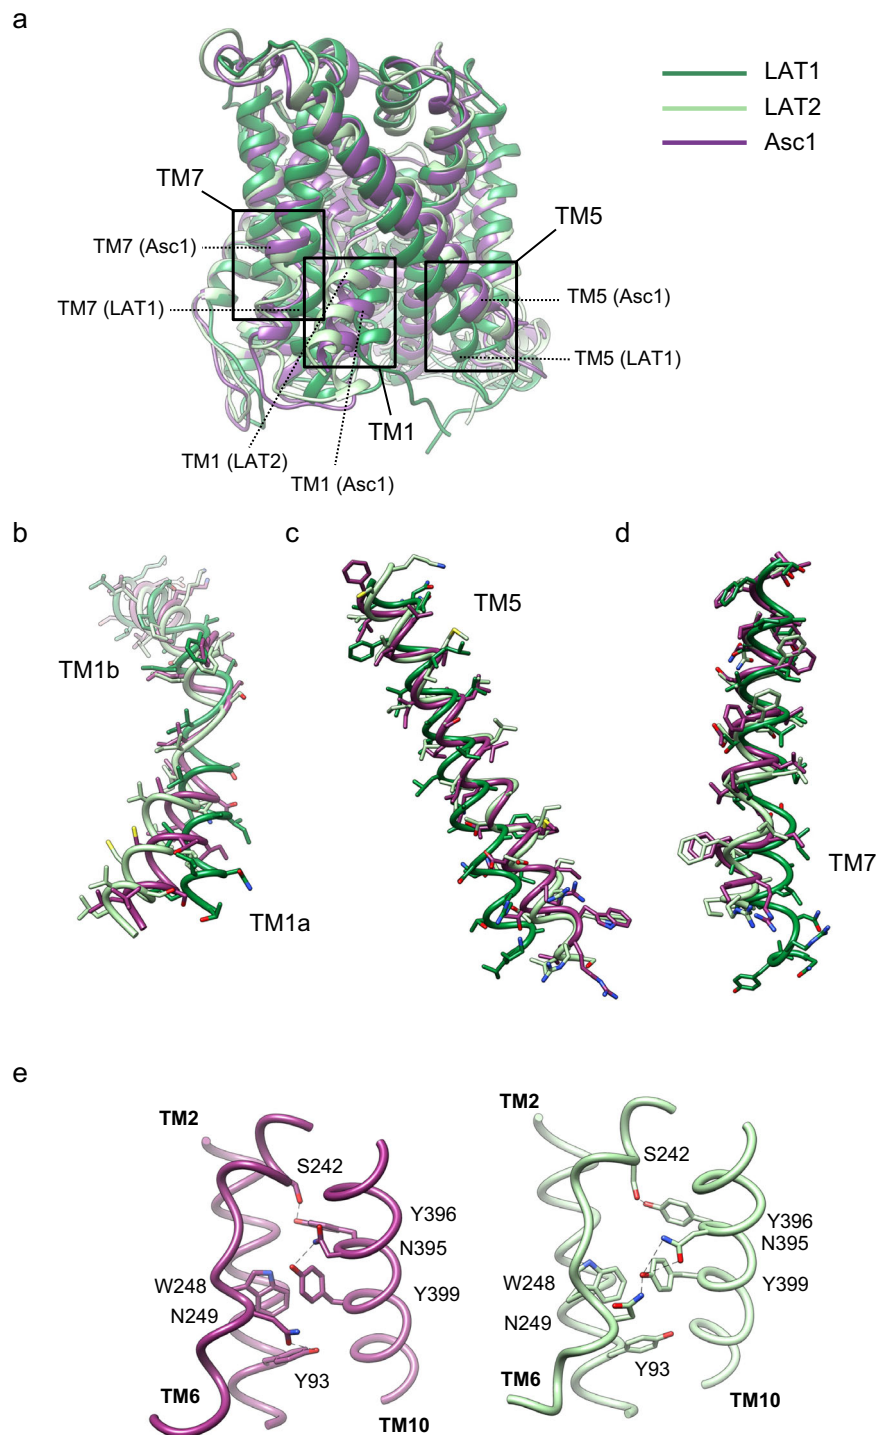 a
LAT1
LAT2
Asc1
TM7
TM5
TM7 (Asc1)
TM5 (Asc1)
TM7 (LAT1)
TM5 (LAT1)
TM1
TM1 (LAT2)
TM1 (Asc1)
b
c
d
TM5
TM1b
TM7
TM1a
e
TM2
S242
Y396
N395
W248
Y399
N249
Y93
TM6
TM10
TM2
S242
Y396
N395
W248
Y399
N249
Y93
TM6
TM10